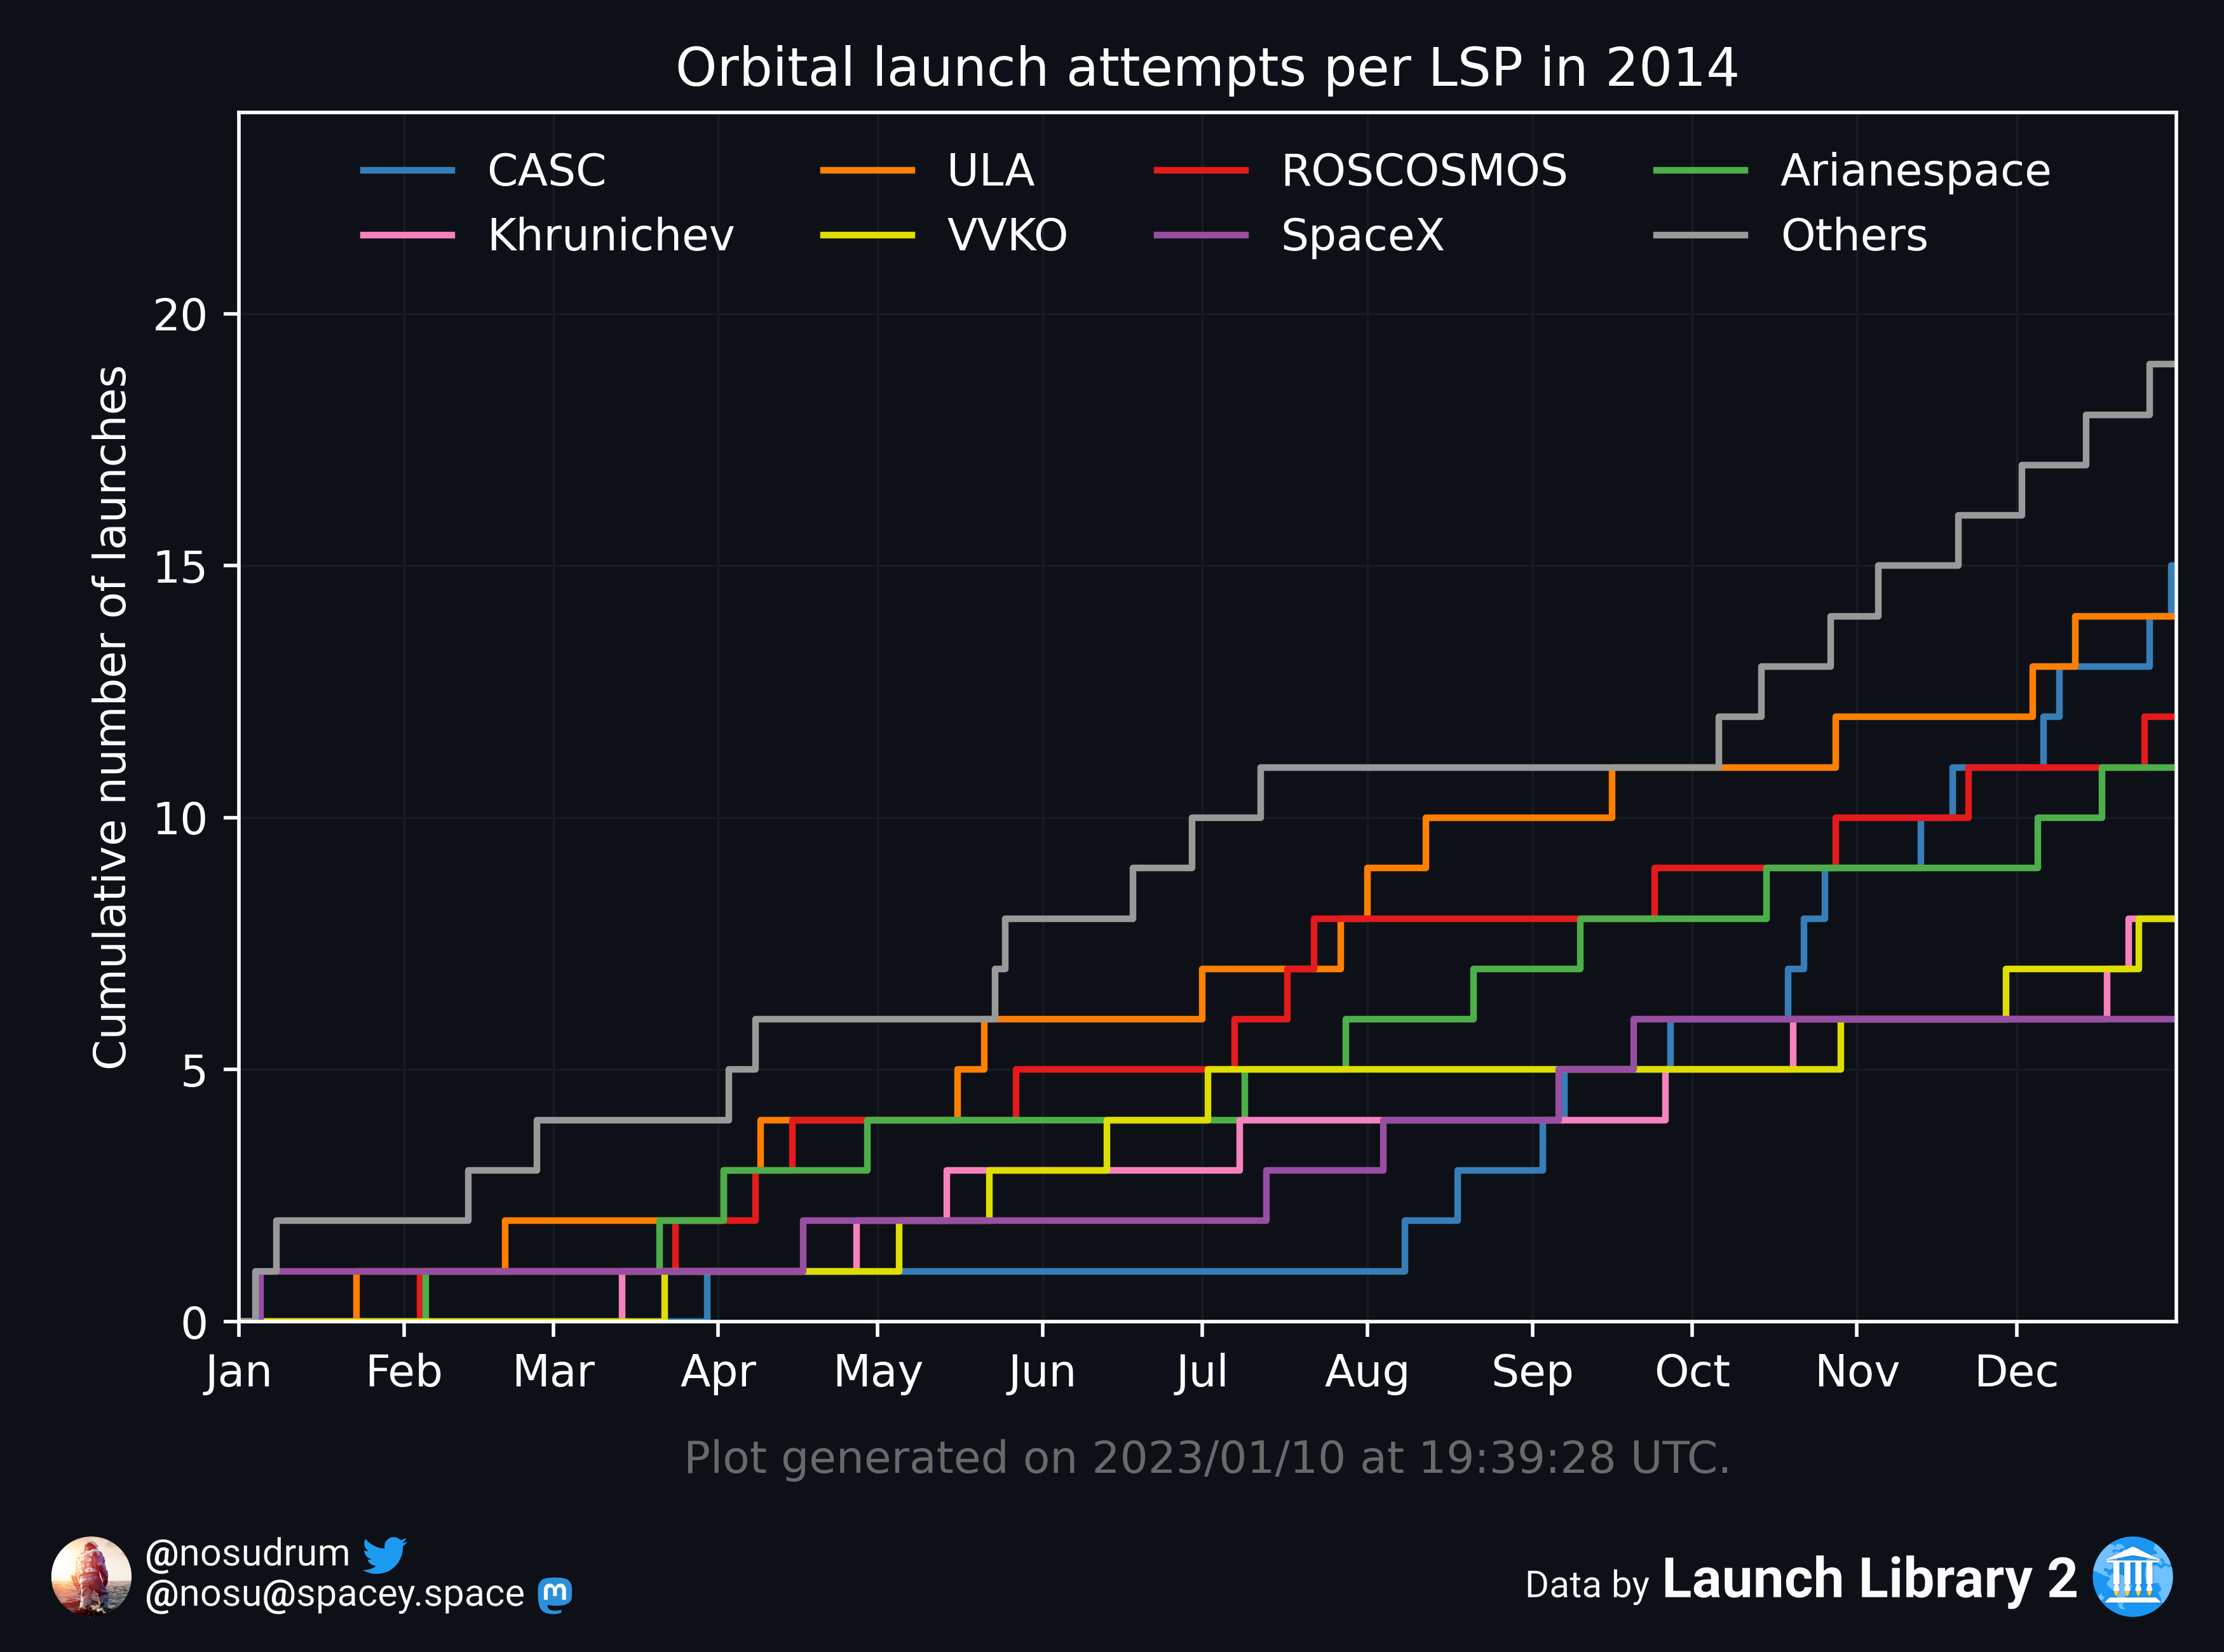 Orbital launch attempts per LSP in 2014
CASC ULA ROSCOSMOS Arianespace
Khrunichev VVKO SpaceX Others
Cumulative number of launches
20
15
10
5
0
Jan Feb Mar Apr May Jun Jul Aug Sep Oct Nov Dec
Plot generated on 2023/01/10 at 19:39:28 UTC.
@nosudrum
@nosu@spacey.space
Data by Launch Library 2